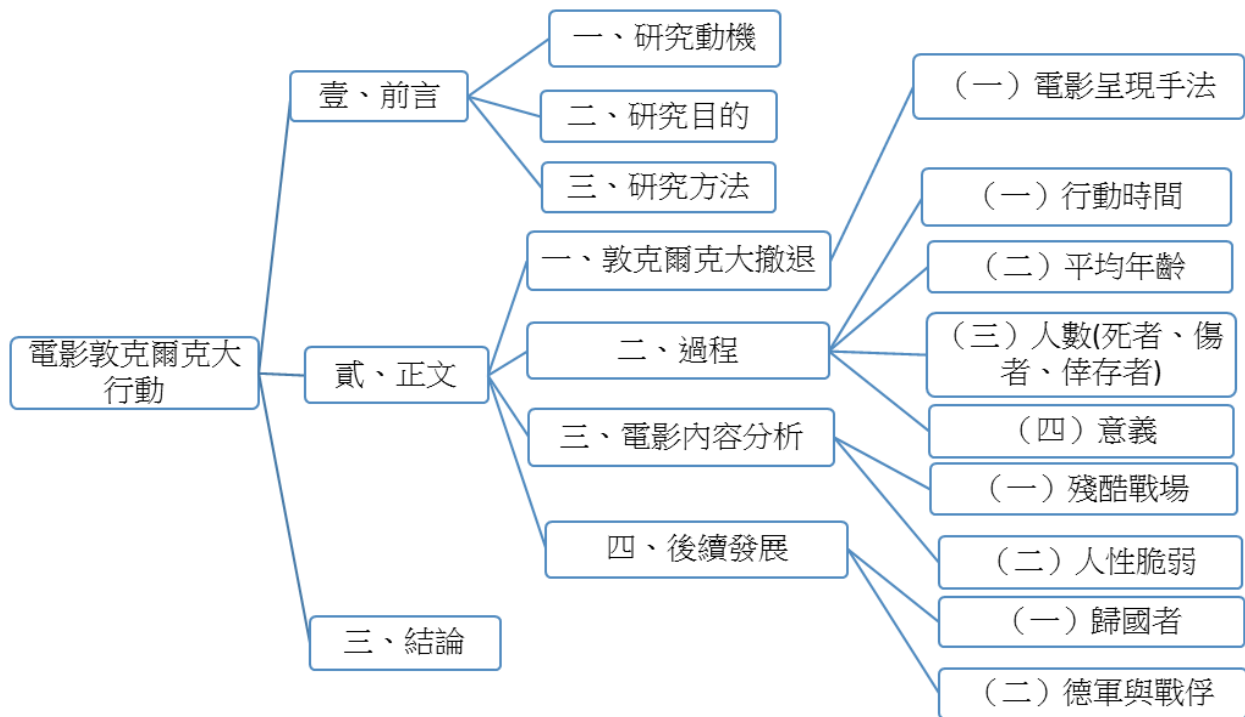 電影敦克爾克大
行動
壹、前言
一、研究動機
二、研究目的
三、研究方法
貳、正文
一、敦克爾克大撤退
（一）電影呈現手法
二、過程
（一）行動時間
（二）平均年齡
（三）人數(死者、傷
者、倖存者)
（四）意義
三、電影內容分析
（一）殘酷戰場
（二）人性脆弱
四、後續發展
（一）歸國者
（二）德軍與戰俘
三、結論